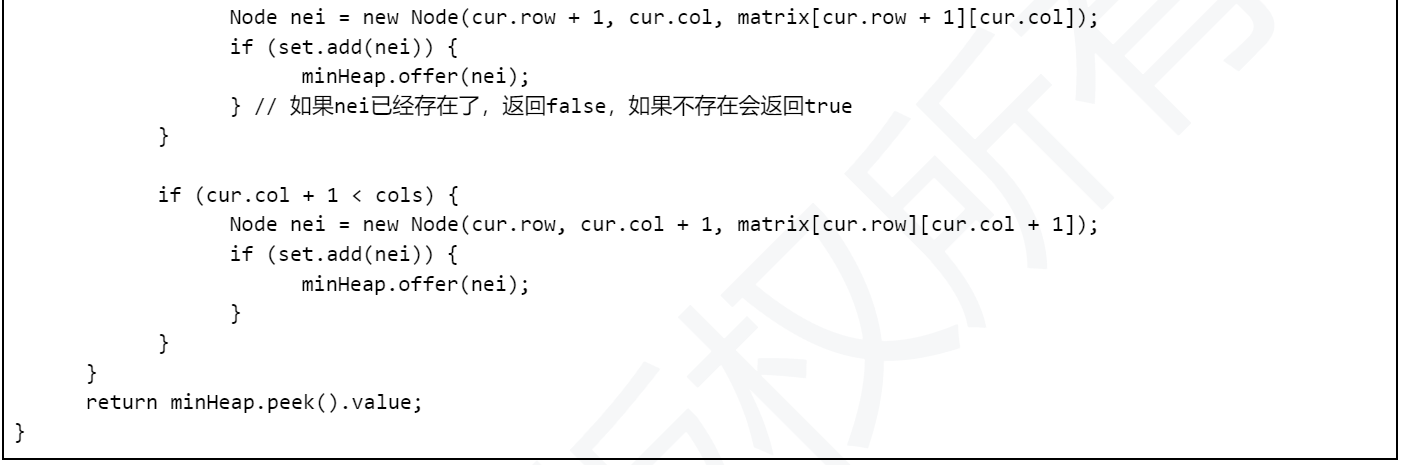 Node nei = new Node(cur.row + 1, cur.col, matrix[cur.row + 1][cur.col]);
if (set.add(nei)) {
minHeap.offer(nei);
} // 如果nei已经存在了，返回false，如果不存在会返回true
}
if (cur.col + 1 < cols) {
Node nei = new Node(cur.row, cur.col + 1, matrix[cur.row][cur.col + 1]);
if (set.add(nei)) {
minHeap.offer(nei);
}
}
}
return minHeap.peek().value;
}
版权所有